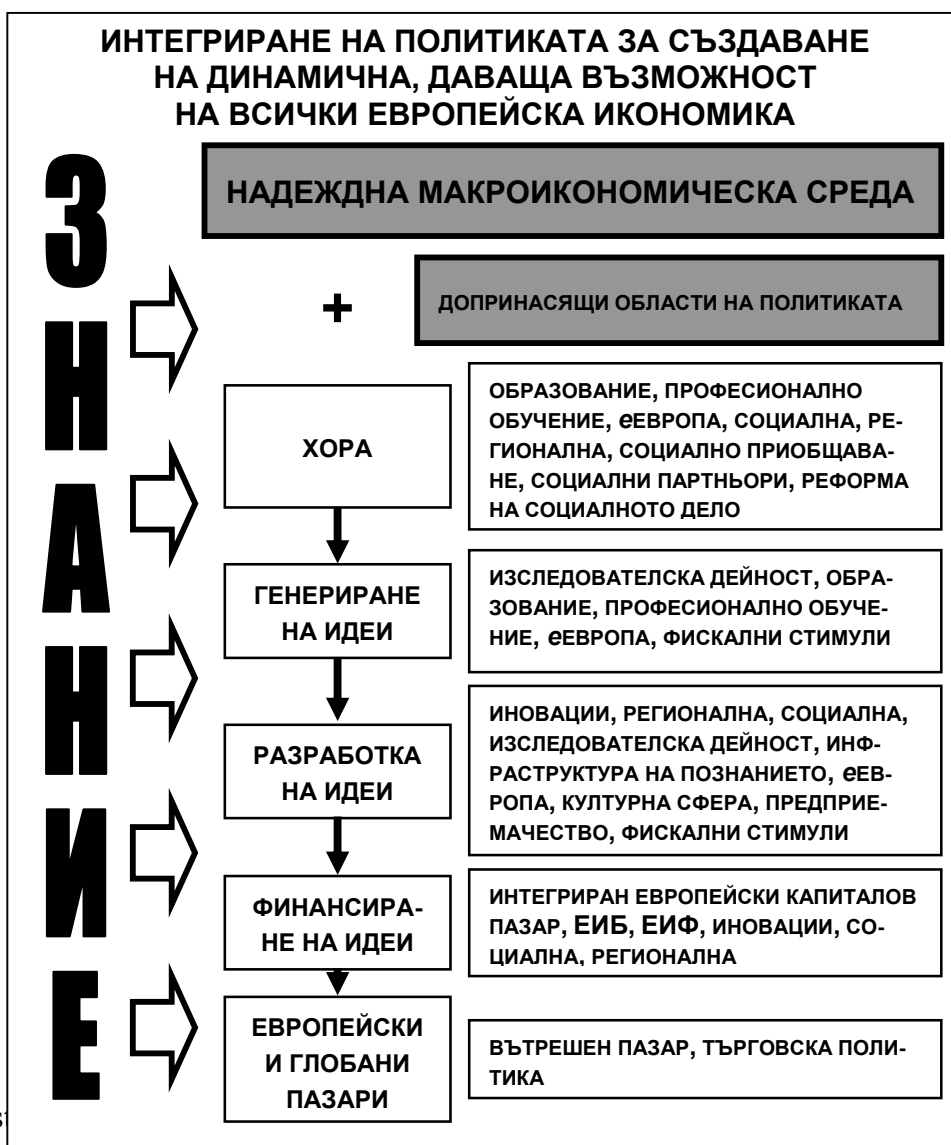 ИНТЕГРИРАНЕ НА ПОЛИТИКАТА ЗА СЪЗДАВАНЕ
НА ДИНАМИЧНА, ДАВАЩА ВЪЗМОЖНОСТ
НА ВСИЧКИ ЕВРОПЕЙСКА ИКОНОМИКА
ЗНАНИЕ
НАДЕЖДНА МАКРОИКОНОМИЧЕСКА СРЕДА
+
ДОПРИНАСЯЩИ ОБЛАСТИ НА ПОЛИТИКАТА
ХОРА
ОБРАЗОВАНИЕ, ПРОФЕСИОНАЛНО
ОБУЧЕНИЕ, еЕВРОПА, СОЦИАЛНА, РЕ-
ГИОНАЛНА, СОЦИАЛНО ПРИОБЩАВА-
НЕ, СОЦИАЛНИ ПАРТНЬОРИ, РЕФОРМА
НА СОЦИАЛНОТО ДЕЛО
ГЕНЕРИРАНЕ
НА ИДЕИ
ИЗСЛЕДОВАТЕЛСКА ДЕЙНОСТ, ОБРА-
ЗОВАНИЕ, ПРОФЕСИОНАЛНО ОБУЧЕ-
НИЕ, еЕВРОПА, ФИСКАЛНИ СТИМУЛИ
РАЗРАБОТКА
НА ИДЕИ
ИНОВАЦИИ, РЕГИОНАЛНА, СОЦИАЛНА,
ИЗСЛЕДОВАТЕЛСКА ДЕЙНОСТ, ИНФ-
РАСТРУКТУРА НА ПОЗНАНИЕТО, еЕВ-
РОПА, КУЛТУРНА СФЕРА, ПРЕДПРИЕ-
МАЧЕСТВО, ФИСКАЛНИ СТИМУЛИ
ФИНАНСИРА-
НЕ НА ИДЕИ
ИНТЕГРИРАН ЕВРОПЕЙСКИ КАПИТАЛОВ
ПАЗАР, ЕИБ, ЕИФ, ИНОВАЦИИ, СО-
ЦИАЛНА, РЕГИОНАЛНА
ЕВРОПЕЙСКИ
И ГЛОБАНИ
ПАЗАРИ
ВЪТРЕШЕН ПАЗАР, ТЪРГОВСКА ПОЛИ-
ТИКА